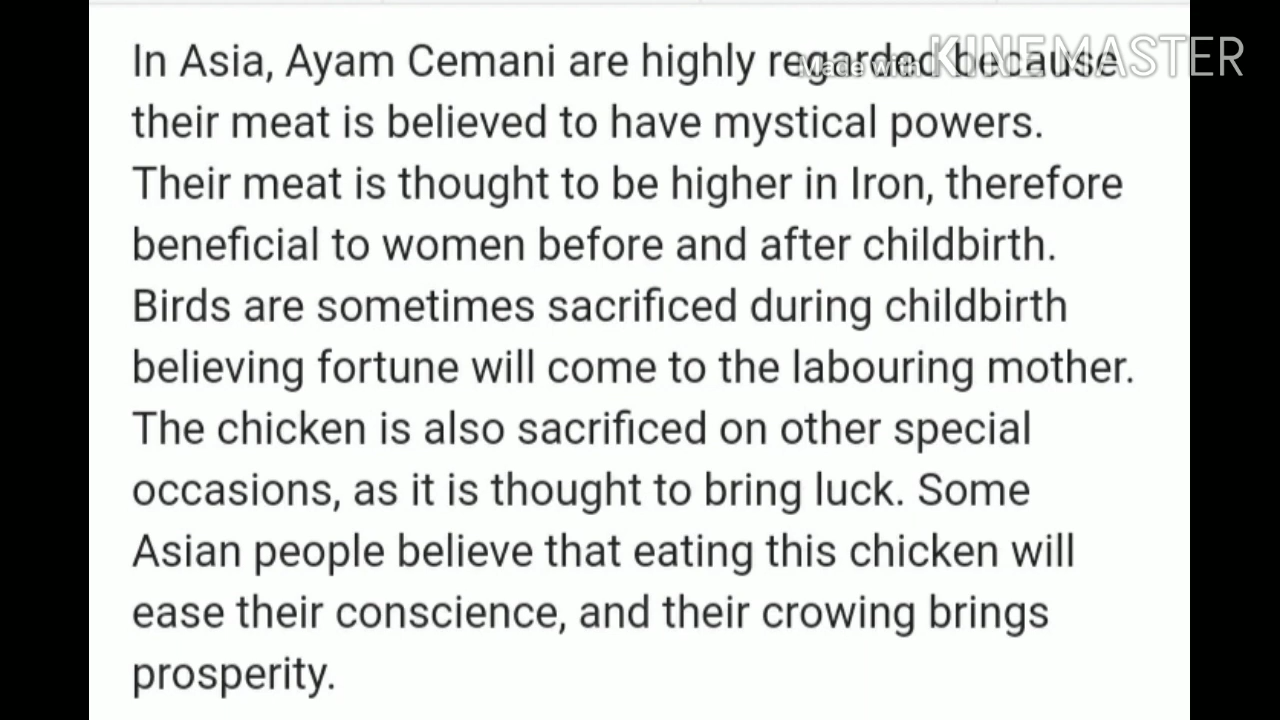 In Asia, Ayam Cemani are highly regarded because
Made with KINEMASTER
their meat is believed to have mystical powers.
Their meat is thought to be higher in Iron, therefore
beneficial to women before and after childbirth.
Birds are sometimes sacrificed during childbirth
believing fortune will come to the labouring mother.
The chicken is also sacrificed on other special
occasions, as it is thought to bring luck. Some
Asian people believe that eating this chicken will
ease their conscience, and their crowing brings
prosperity.